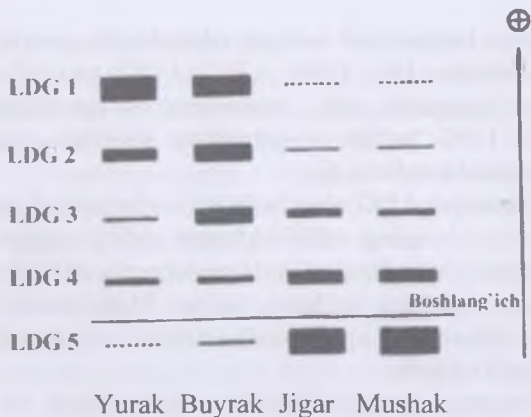 ⊕
LDG 1
LDG 2
LDG 3
LDG 4
Boshlang`ich
LDG 5
Yurak Buyrak Jigar Mushak